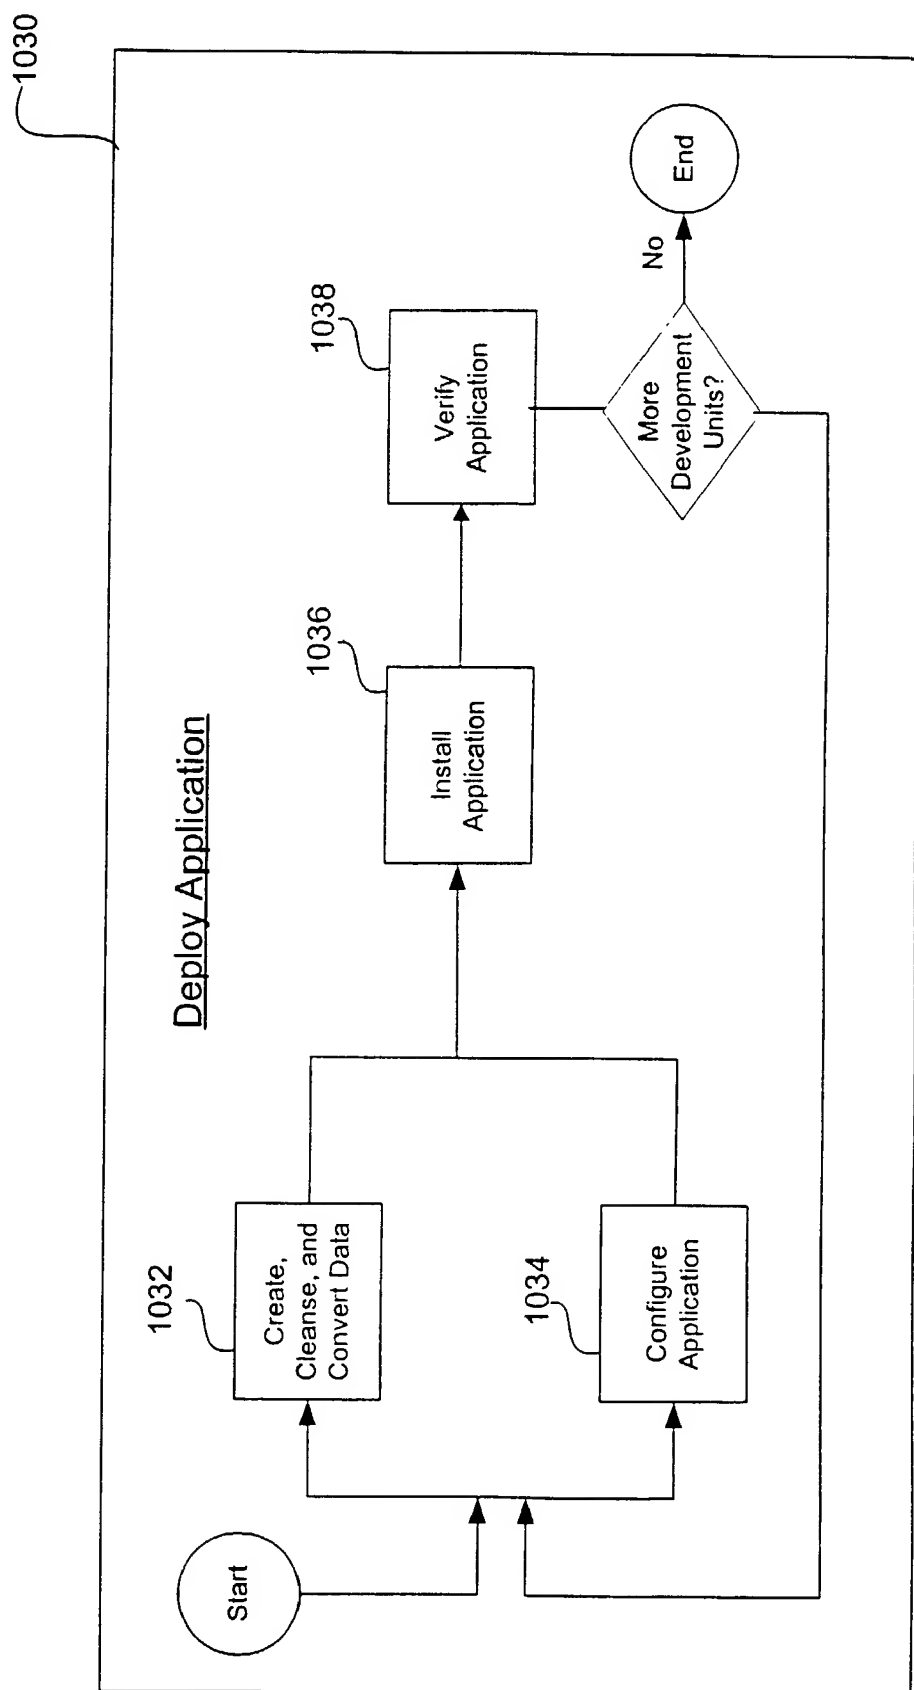 1030
Deploy Application
Start
1032
Create,
Cleanse, and
Convert Data
1034
Configure
Application
1036
Install
Application
1038
Verify
Application
More
Development
Units?
No
End